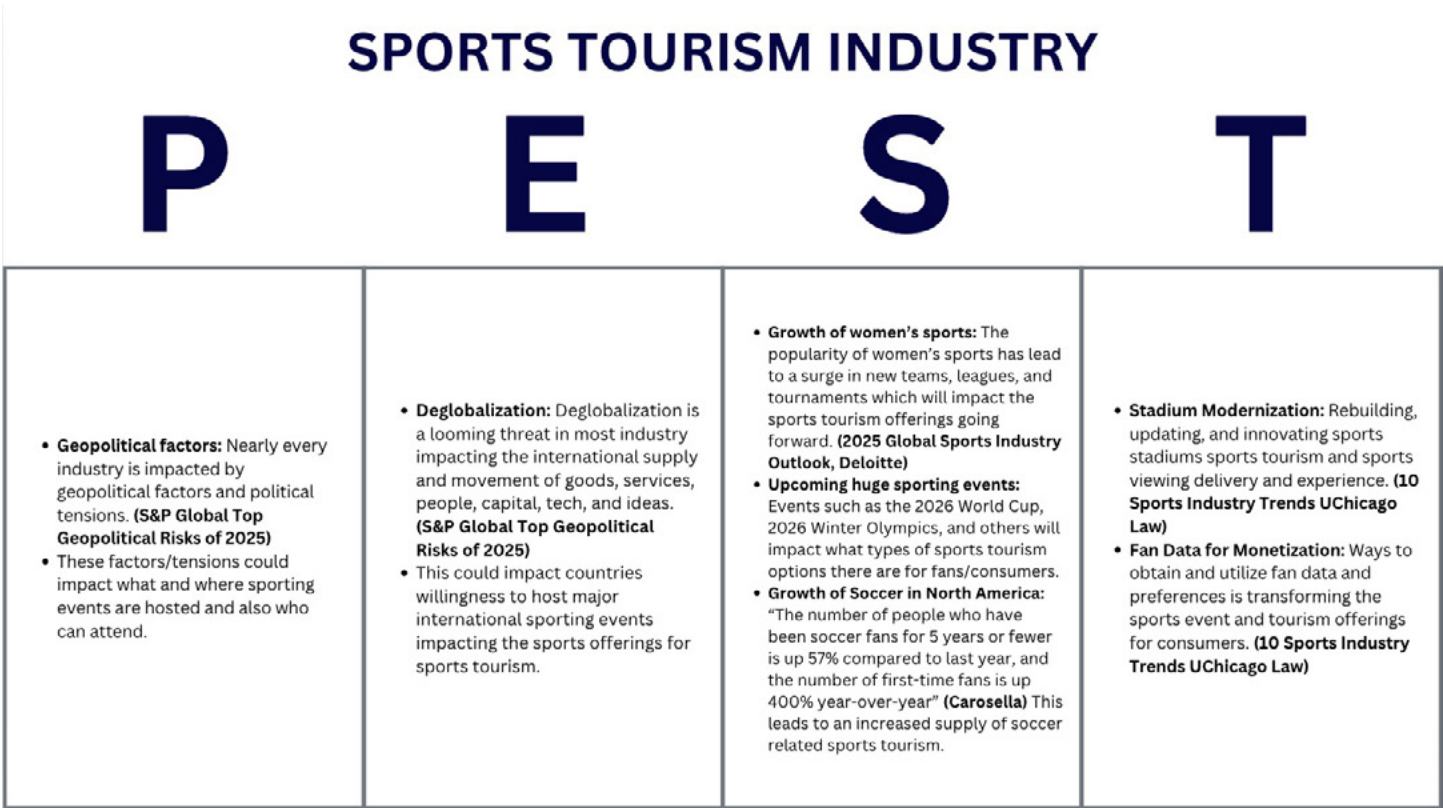 SPORTS TOURISM INDUSTRY
P
E
S
T
• Geopolitical factors: Nearly every
industry is impacted by
geopolitical factors and political
tensions. (S&P Global Top
Geopolitical Risks of 2025)
• These factors/tensions could
impact what and where sporting
events are hosted and also who
can attend.
• Deglobalization: Deglobalization is
a looming threat in most industry
impacting the international supply
and movement of goods, services,
people, capital, tech, and ideas.
(S&P Global Top Geopolitical
Risks of 2025)
• This could impact countries
willingness to host major
international sporting events
impacting the sports offerings for
sports tourism.
• Growth of women’s sports: The
popularity of women’s sports has lead
to a surge in new teams, leagues, and
tournaments which will impact the
sports tourism offerings going
forward. (2025 Global Sports Industry
Outlook, Deloitte)
• Upcoming huge sporting events:
Events such as the 2026 World Cup,
2026 Winter Olympics, and others will
impact what types of sports tourism
options there are for fans/consumers.
• Growth of Soccer in North America:
“The number of people who have
been soccer fans for 5 years or fewer
is up 57% compared to last year, and
the number of first-time fans is up
400% year-over-year” (Carosella) This
leads to an increased supply of soccer
related sports tourism.
• Stadium Modernization: Rebuilding,
updating, and innovating sports
stadiums sports tourism and sports
viewing delivery and experience. (10
Sports Industry Trends UChicago
Law)
• Fan Data for Monetization: Ways to
obtain and utilize fan data and
preferences is transforming the
sports event and tourism offerings
for consumers. (10 Sports Industry
Trends UChicago Law)